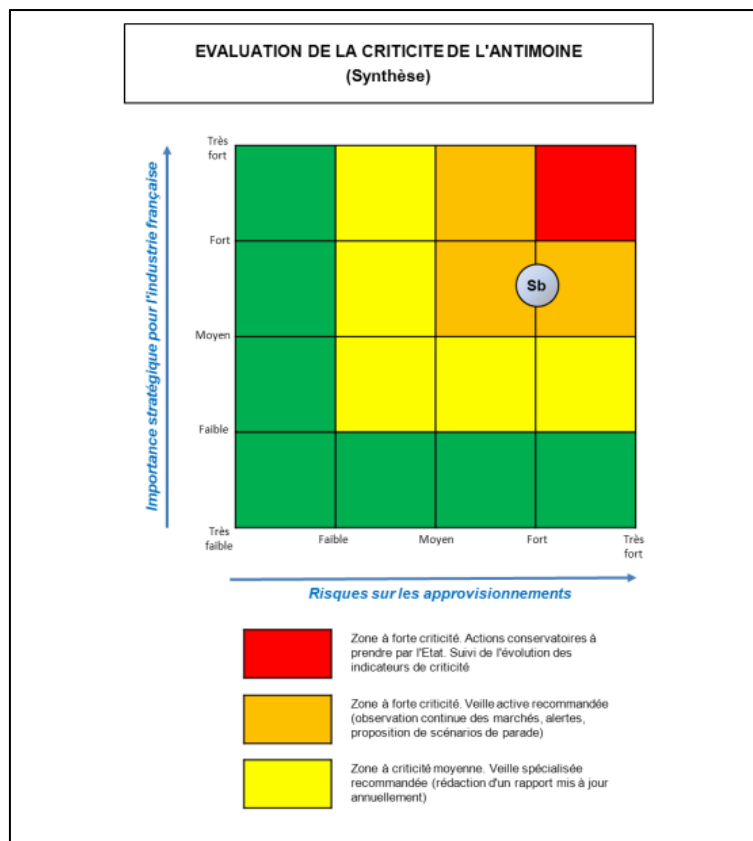 EVALUATION DE LA CRITICITE DE L'ANTIMOINE
(Synthèse)
Importance stratégique pour l'industrie française
Très
fort
Fort
Sb
Moyen
Faible
Très
faible
Faible
Moyen
Fort
Très
fort
Risques sur les approvisionnements
Zone à forte criticité. Actions conservatoires à
prendre par l'Etat. Suivi de l'évolution des
indicateurs de criticité
Zone à forte criticité. Veille active recommandée
(observation continue des marchés, alertes,
proposition de scénarios de parade)
Zone à criticité moyenne. Veille spécialisée
recommandée (rédaction d'un rapport mis à jour
annuellement)